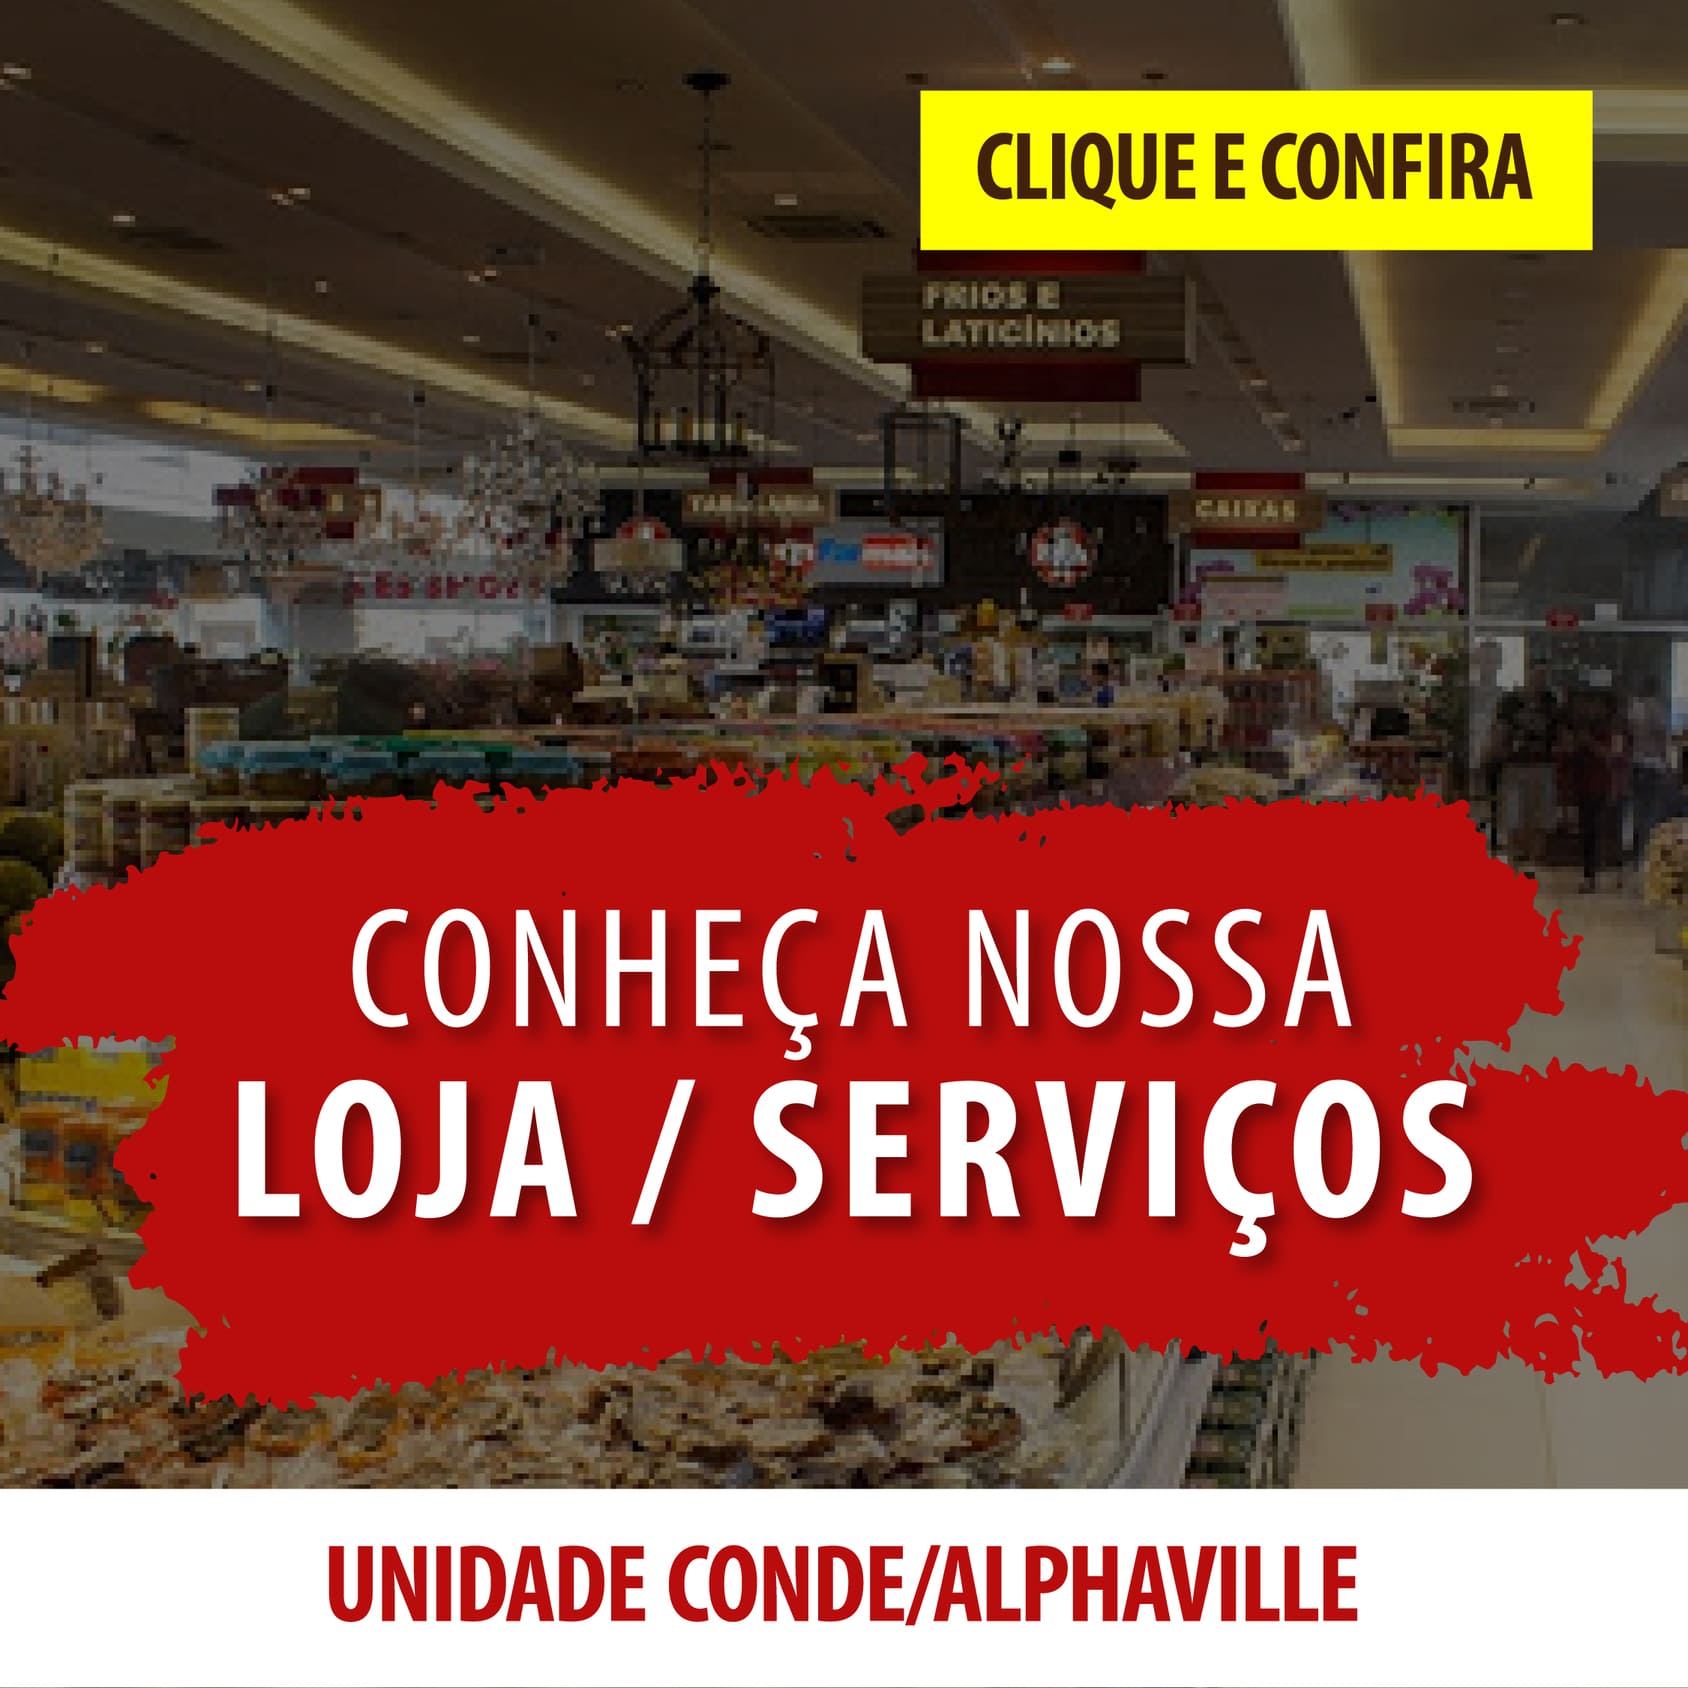 CLIQUE E CONFIRA
FRIOS E
LATICÍNIOS
CAIXAS
CONHEÇA NOSSA
LOJA / SERVIÇOS
UNIDADE CONDE/ALPHAVILLE